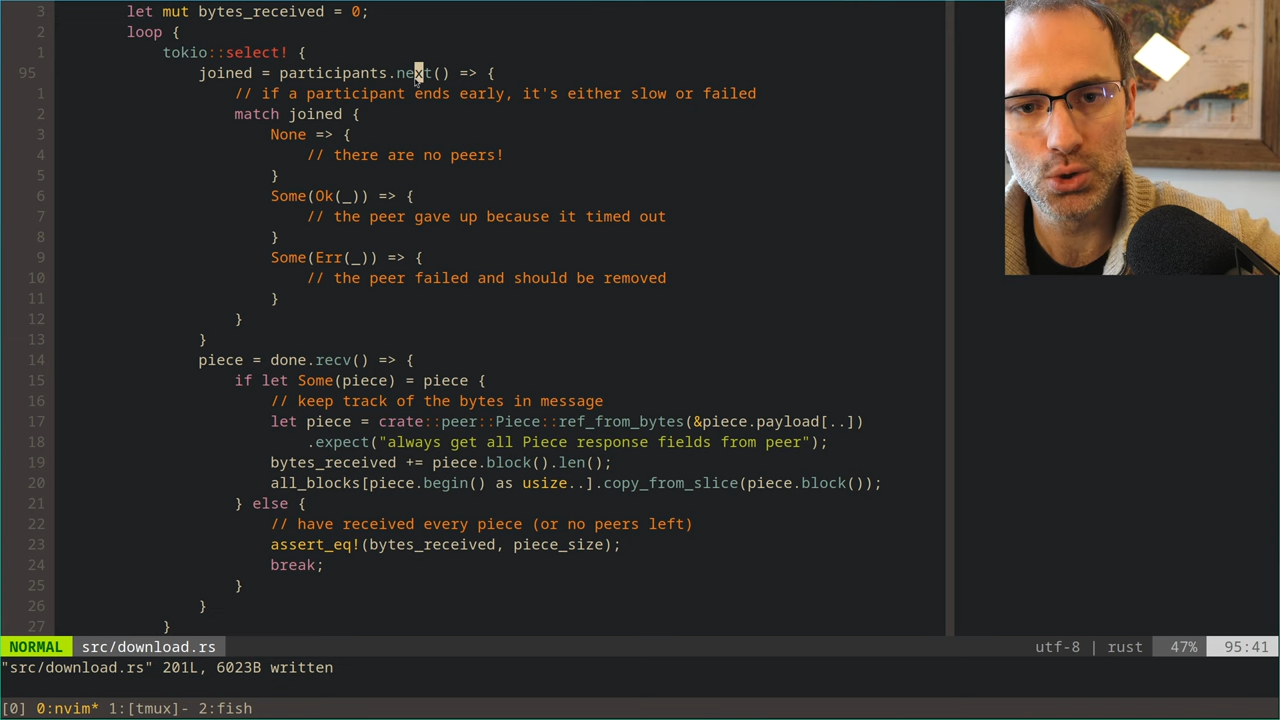 3 let mut bytes_received = 0;
2 loop {
1 tokio::select! {
95 joined = participants.next() => {
1 // if a participant ends early, it's either slow or failed
2 match joined {
3 None => {
4 // there are no peers!
5 }
6 Some(Ok(_)) => {
7 // the peer gave up because it timed out
8 }
9 Some(Err(_)) => {
10 // the peer failed and should be removed
11 }
12 }
13 }
14 piece = done.recv() => {
15 if let Some(piece) = piece {
16 // keep track of the bytes in message
17 let piece = crate::peer::Piece::ref_from_bytes(&piece.payload[..])
18 .expect("always get all Piece response fields from peer");
19 bytes_received += piece.block().len();
20 all_blocks[piece.begin() as usize..].copy_from_slice(piece.block());
21 } else {
22 // have received every piece (or no peers left)
23 assert_eq!(bytes_received, piece_size);
24 break;
25 }
26 }
27 }
NORMAL src/download.rs utf-8 | rust 47% 95:41
"src/download.rs" 201L, 6023B written
[0] 0:nvim* 1:[tmux]- 2:fish